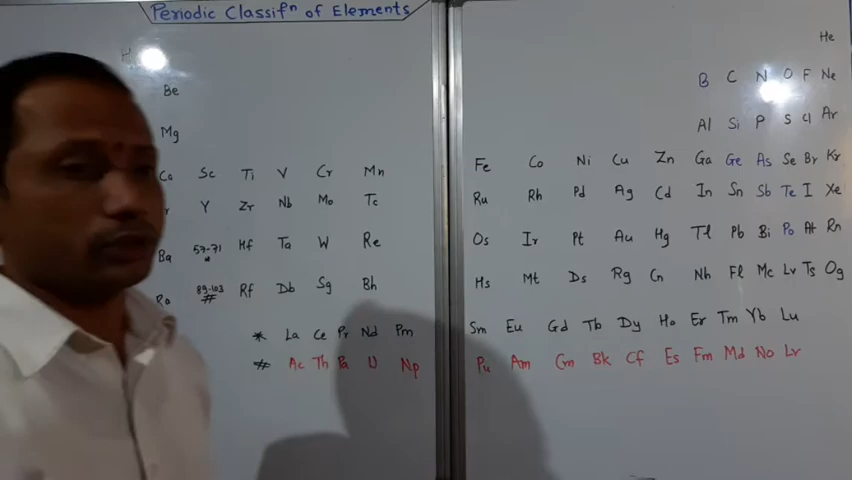 Periodic Classifⁿ of Elements
H He
Be B C N O F Ne
Mg Al Si P S Cl Ar
Ca Sc Ti V Cr Mn Fe Co Ni Cu Zn Ga Ge As Se Br Kr
Y Zr Nb Mo Tc Ru Rh Pd Ag Cd In Sn Sb Te I Xe
Ba 57-71 * Hf Ta W Re Os Ir Pt Au Hg Tl Pb Bi Po At Rn
Ra 89-103 # Rf Db Sg Bh Hs Mt Ds Rg Cn Nh Fl Mc Lv Ts Og
* La Ce Pr Nd Pm Sm Eu Gd Tb Dy Ho Er Tm Yb Lu
# Ac Th Pa U Np Pu Am Cm Bk Cf Es Fm Md No Lr